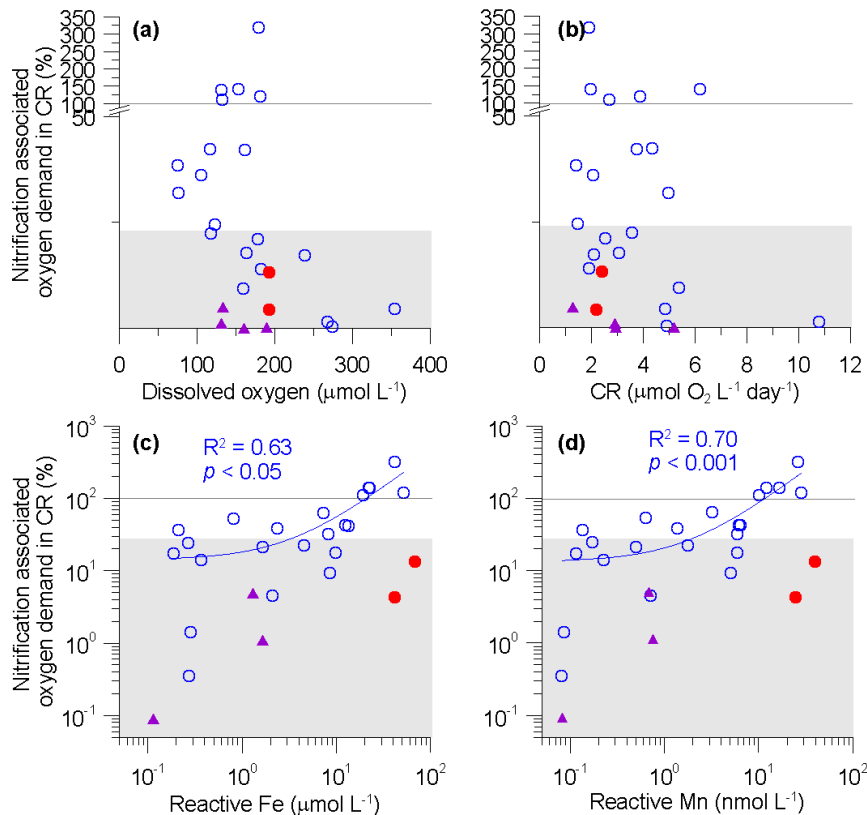 Nitrification associated
oxygen demand in CR (%)
350
300
250
200
150
100
50
(a)
0
100
200
300
400
Dissolved oxygen (μmol L⁻¹)
350
300
250
200
150
100
50
(b)
0
2
4
6
8
10
12
CR (μmol O₂ L⁻¹ day⁻¹)
Nitrification associated
oxygen demand in CR (%)
10³
10²
10¹
10⁰
10⁻¹
(c)
R² = 0.63
p < 0.05
10⁻¹
10⁰
10¹
10²
Reactive Fe (μmol L⁻¹)
10³
10²
10¹
10⁰
10⁻¹
(d)
R² = 0.70
p < 0.001
10⁻¹
10⁰
10¹
10²
Reactive Mn (nmol L⁻¹)